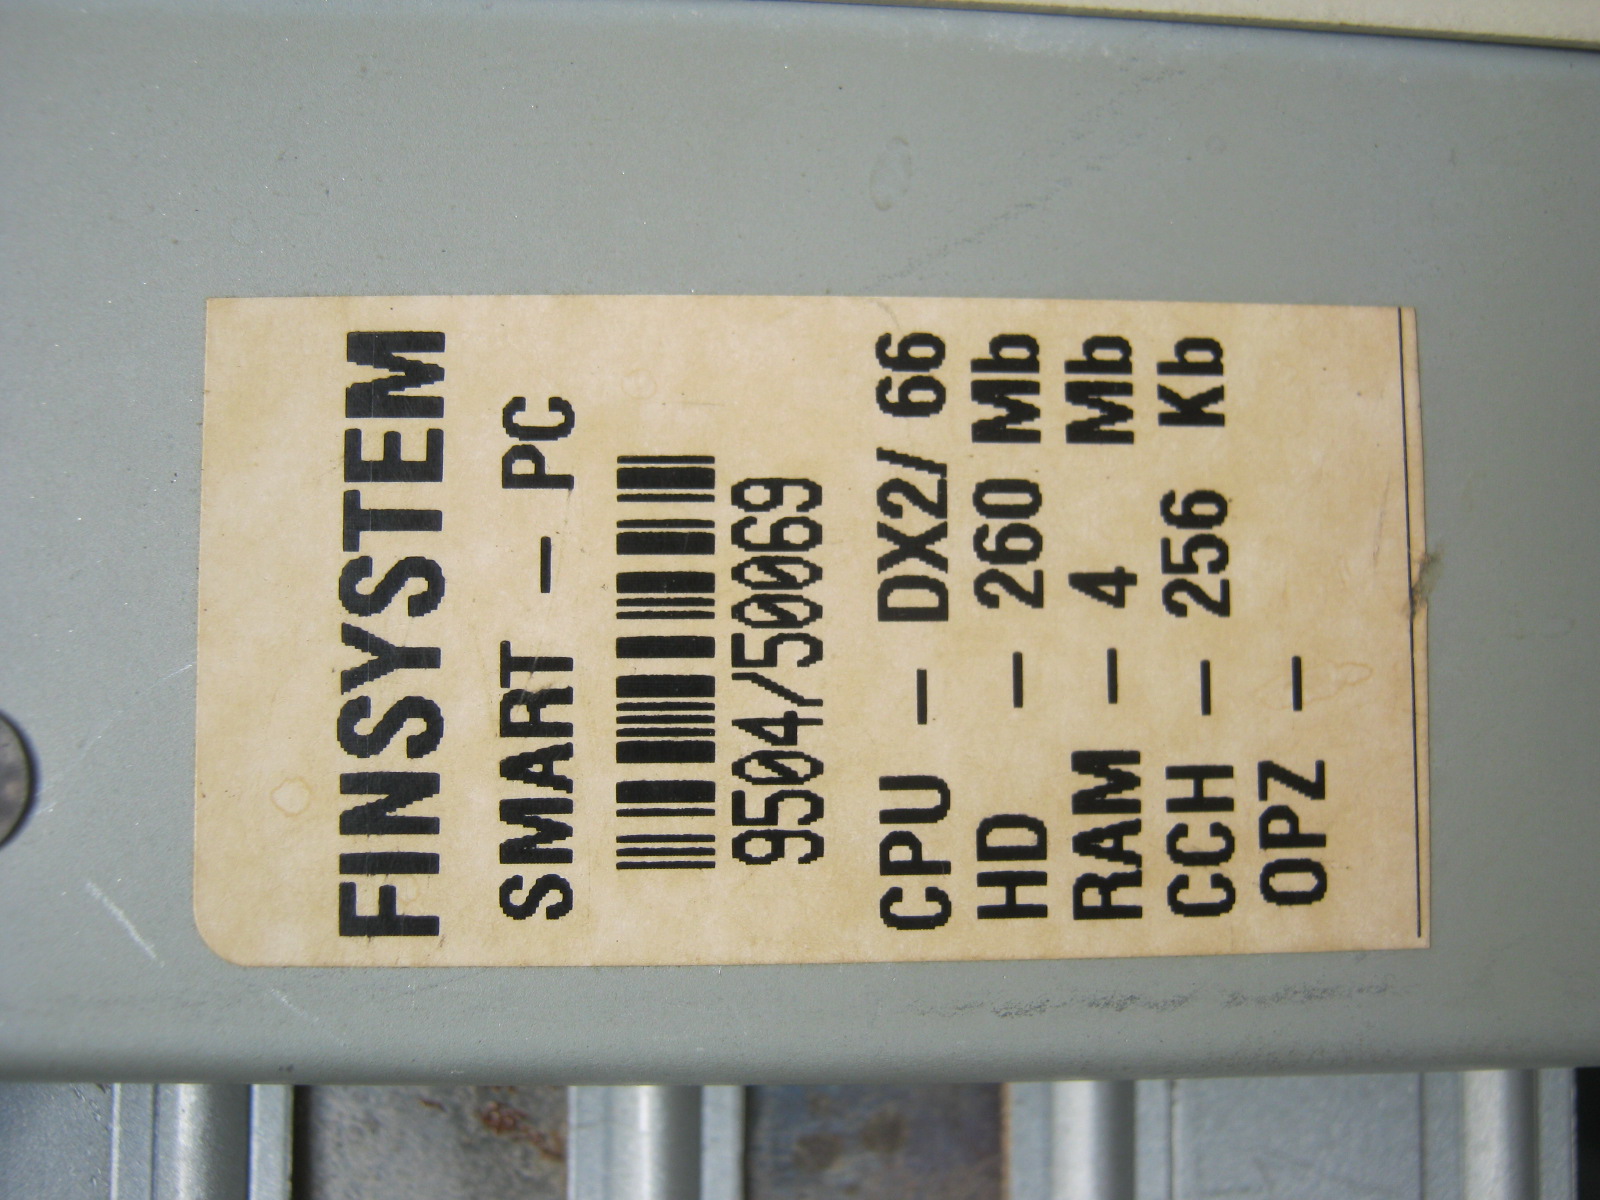 FINSYSTEM
SMART - PC
9504/50069
CPU - DX2/ 66
HD - 260 Mb
RAM - 4 Mb
CCH - 256 Kb
OPZ -